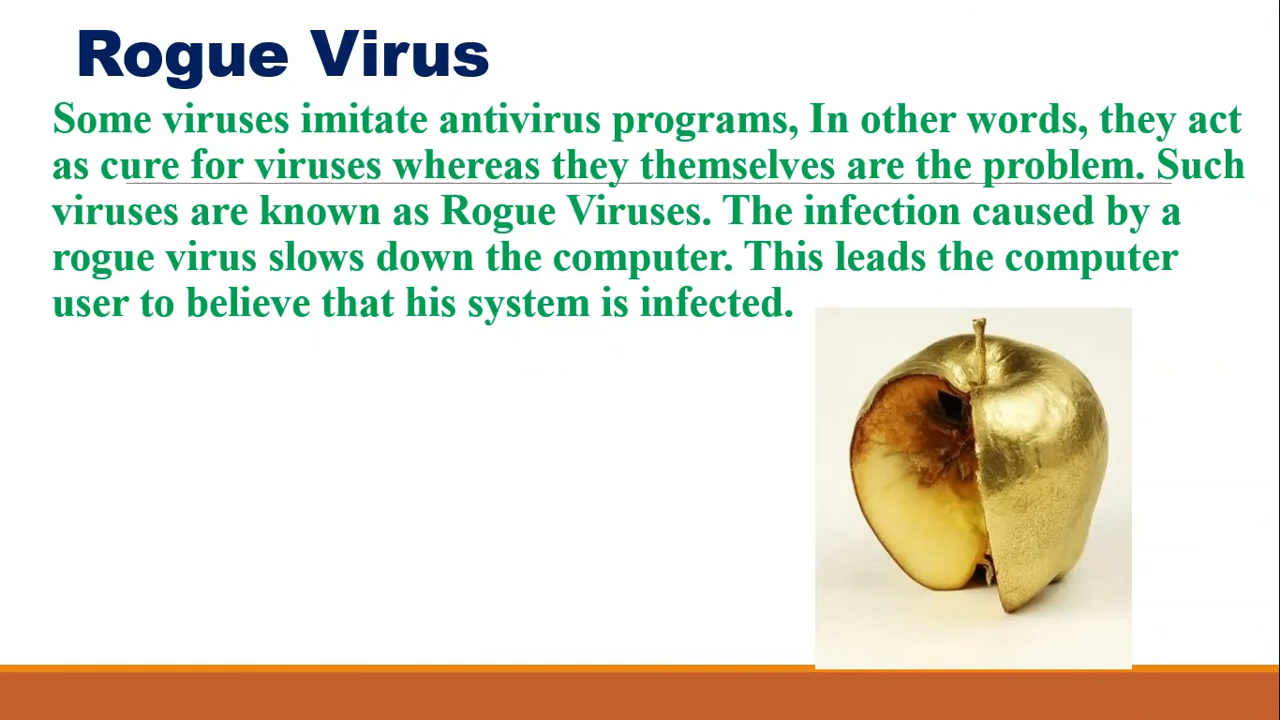 Rogue Virus
Some viruses imitate antivirus programs, In other words, they act
as cure for viruses whereas they themselves are the problem. Such
viruses are known as Rogue Viruses. The infection caused by a
rogue virus slows down the computer. This leads the computer
user to believe that his system is infected.